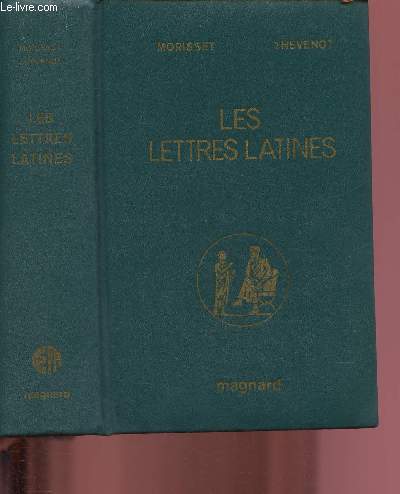 © Le-livre.com
MORISSET
THEVENOT
LES
LETTRES
LATINES
magnard
MORISSET THEVENOT
LES
LETTRES LATINES
magnard